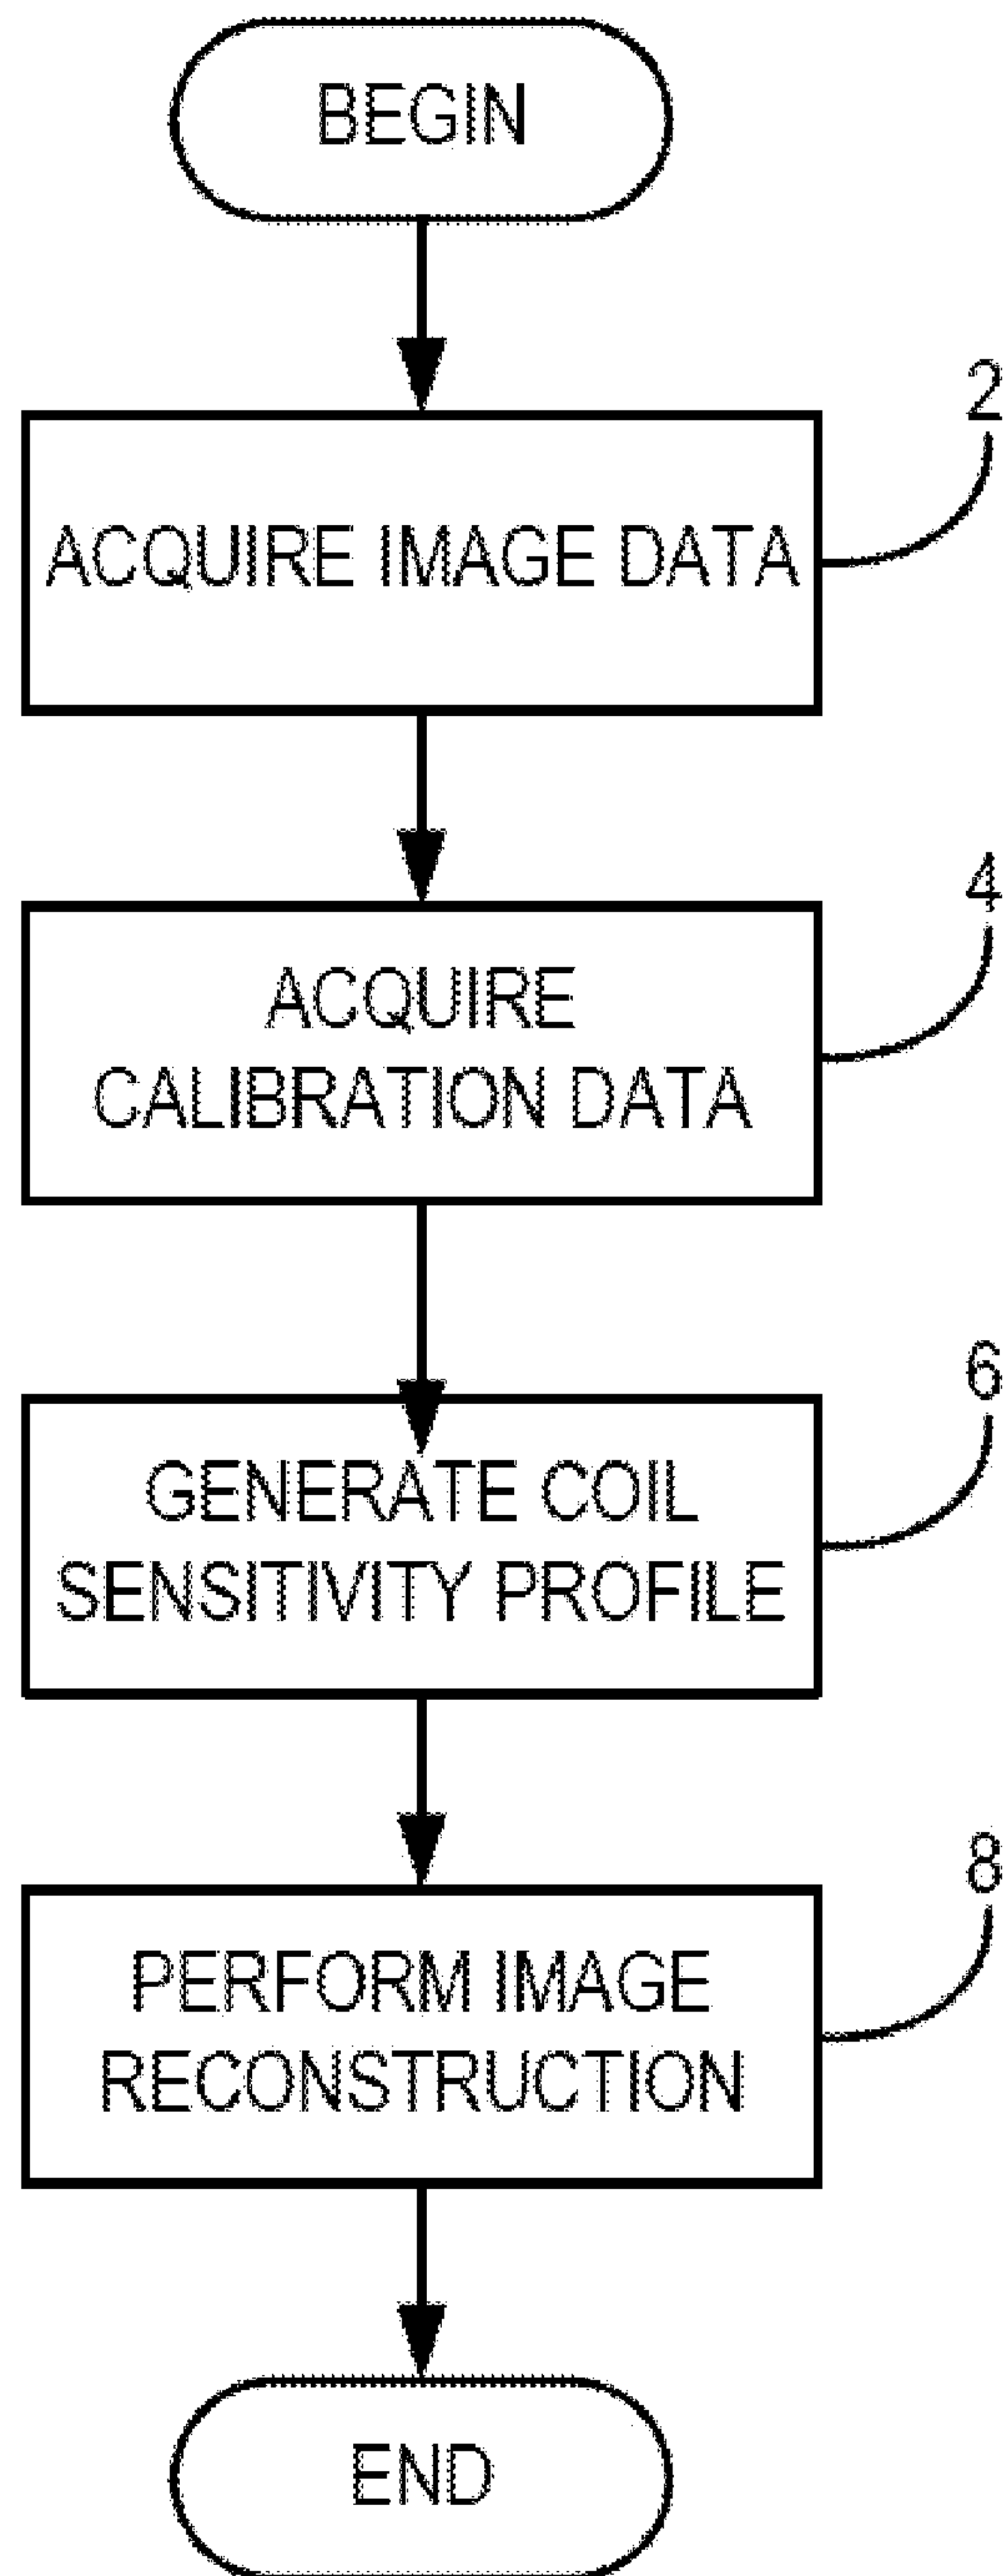 BEGIN
2
ACQUIRE IMAGE DATA
4
ACQUIRE
CALIBRATION DATA
6
GENERATE COIL
SENSITIVITY PROFILE
8
PERFORM IMAGE
RECONSTRUCTION
END